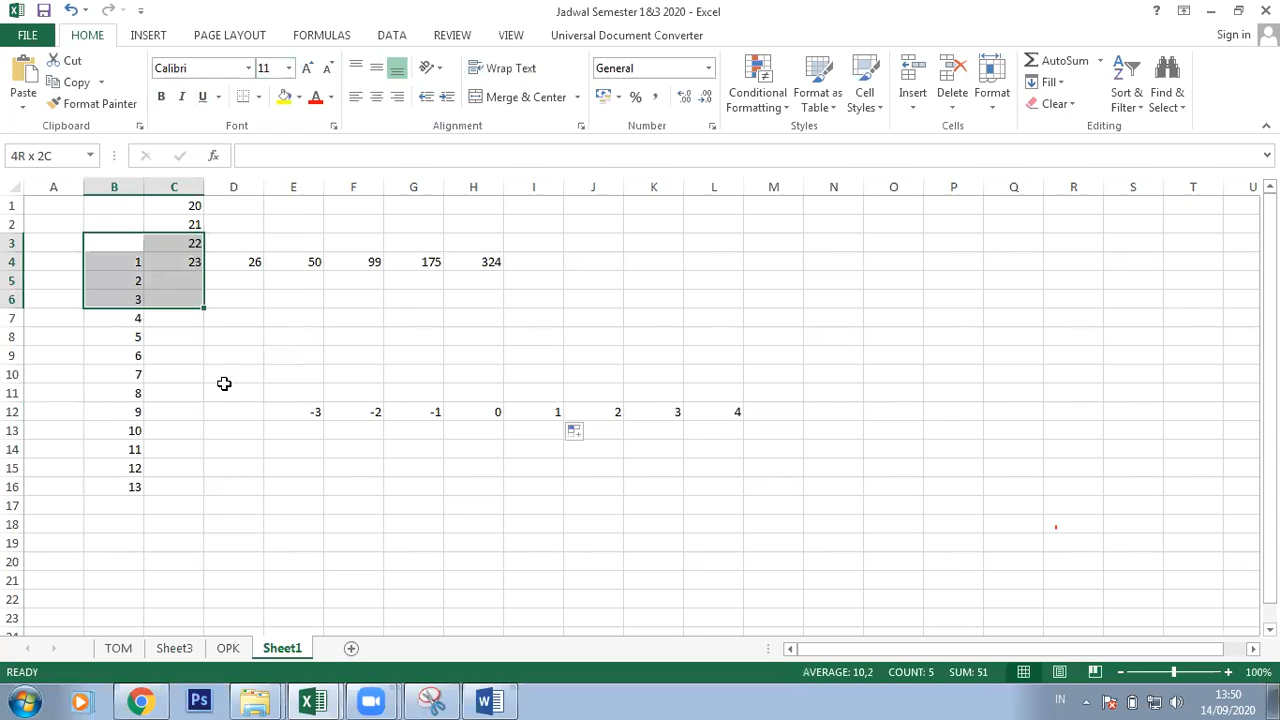 Jadwal Semester 1&3 2020 - Excel
FILE HOME INSERT PAGE LAYOUT FORMULAS DATA REVIEW VIEW Universal Document Converter Sign in
Paste Cut Copy Format Painter Clipboard
Calibri 11 B I U A Font
Wrap Text Merge & Center Alignment
General % , Number
Conditional Formatting Format as Table Cell Styles Styles
Insert Delete Format Cells
AutoSum Fill Clear Sort & Filter Find & Select Editing
4R x 2C fx
A B C D E F G H I J K L M N O P Q R S T U
1 20
2 21
3 22
4 1 23 26 50 99 175 324
5 2
6 3
7 4
8 5
9 6
10 7
11 8
12 9 -3 -2 -1 0 1 2 3 4
13 10
14 11
15 12
16 13
17
18
19
20
21
22
23
TOM Sheet3 OPK Sheet1
READY AVERAGE: 10,2 COUNT: 5 SUM: 51 100%
Ps IN 13:50
14/09/2020